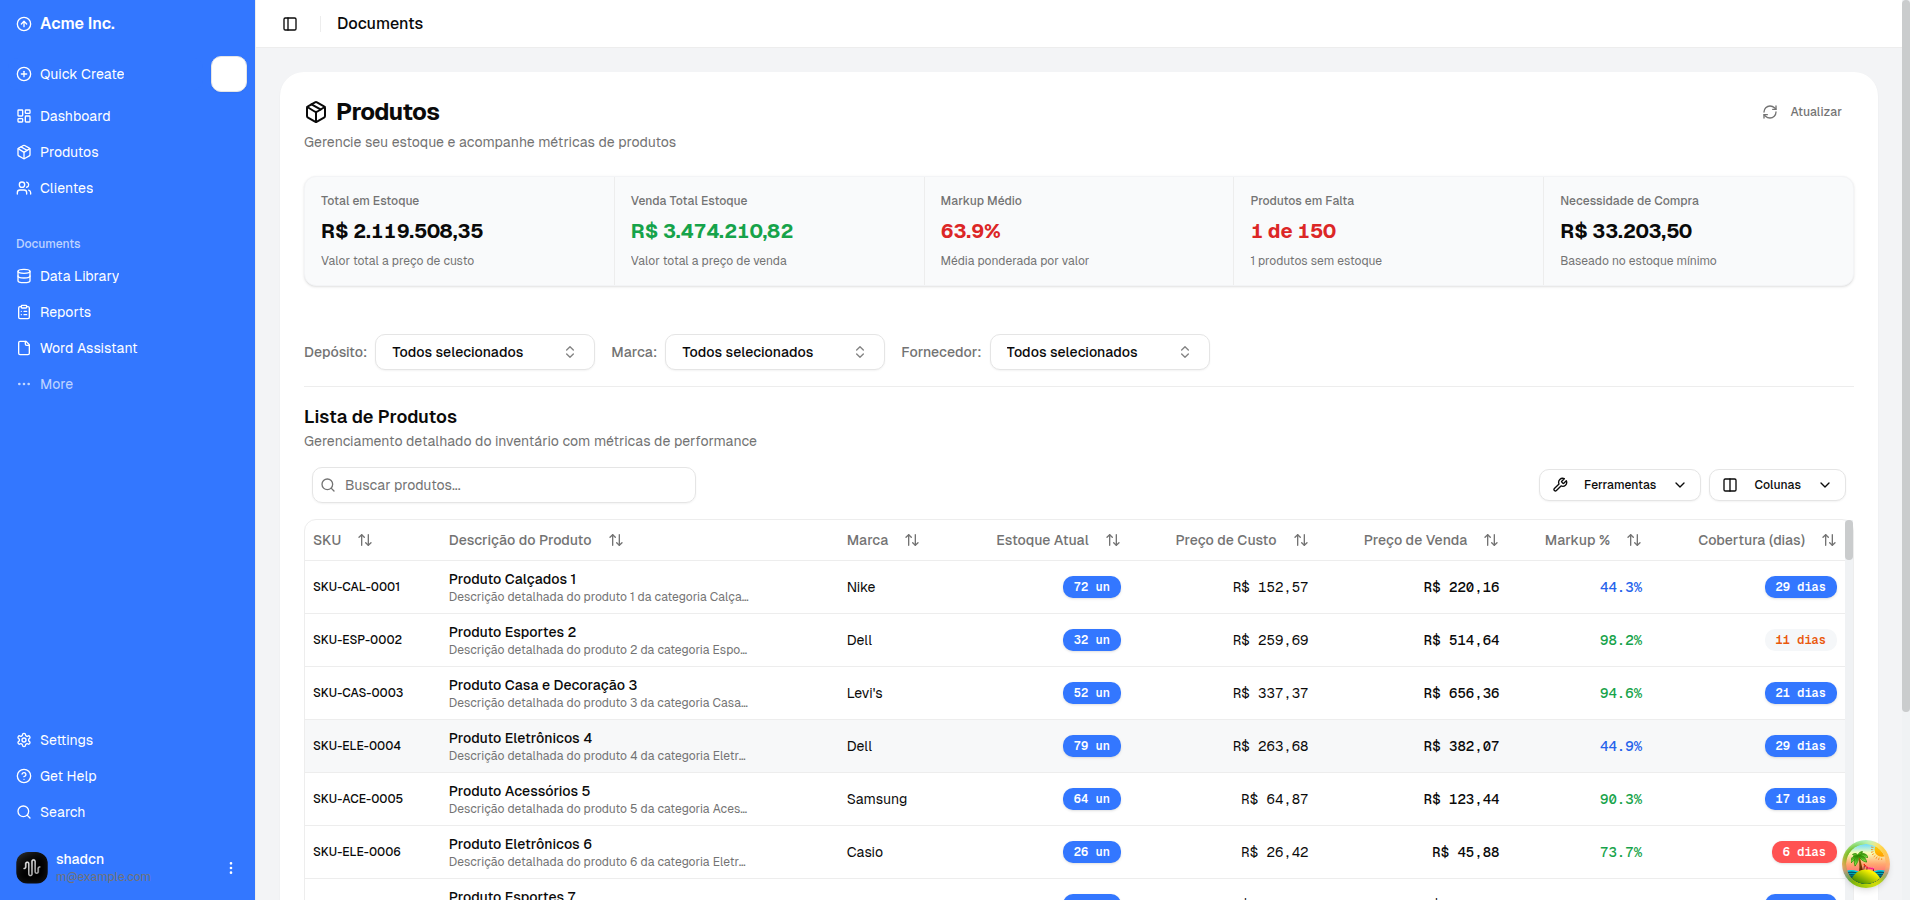 Acme Inc.
Documents
Quick Create
Dashboard
Produtos
Clientes
Documents
Data Library
Reports
Word Assistant
More
Settings
Get Help
Search
shadcn
m@example.com
Produtos
Atualizar
Gerencie seu estoque e acompanhe métricas de produtos
Total em Estoque
R$ 2.119.508,35
Valor total a preço de custo
Venda Total Estoque
R$ 3.474.210,82
Valor total a preço de venda
Markup Médio
63.9%
Média ponderada por valor
Produtos em Falta
1 de 150
1 produtos sem estoque
Necessidade de Compra
R$ 33.203,50
Baseado no estoque mínimo
Depósito: Todos selecionados Marca: Todos selecionados Fornecedor: Todos selecionados
Lista de Produtos
Gerenciamento detalhado do inventário com métricas de performance
Buscar produtos...
Ferramentas
Colunas
SKU Descrição do Produto Marca Estoque Atual Preço de Custo Preço de Venda Markup % Cobertura (dias)
SKU-CAL-0001 Produto Calçados 1 Nike 72 un R$ 152,57 R$ 220,16 44.3% 29 dias
Descrição detalhada do produto 1 da categoria Calça...
SKU-ESP-0002 Produto Esportes 2 Dell 32 un R$ 259,69 R$ 514,64 98.2% 11 dias
Descrição detalhada do produto 2 da categoria Espo...
SKU-CAS-0003 Produto Casa e Decoração 3 Levi's 52 un R$ 337,37 R$ 656,36 94.6% 21 dias
Descrição detalhada do produto 3 da categoria Casa...
SKU-ELE-0004 Produto Eletrônicos 4 Dell 79 un R$ 263,68 R$ 382,07 44.9% 29 dias
Descrição detalhada do produto 4 da categoria Eletr...
SKU-ACE-0005 Produto Acessórios 5 Samsung 64 un R$ 64,87 R$ 123,44 90.3% 17 dias
Descrição detalhada do produto 5 da categoria Aces...
SKU-ELE-0006 Produto Eletrônicos 6 Casio 26 un R$ 26,42 R$ 45,88 73.7% 6 dias
Descrição detalhada do produto 6 da categoria Eletr...
Produto Esportes 7